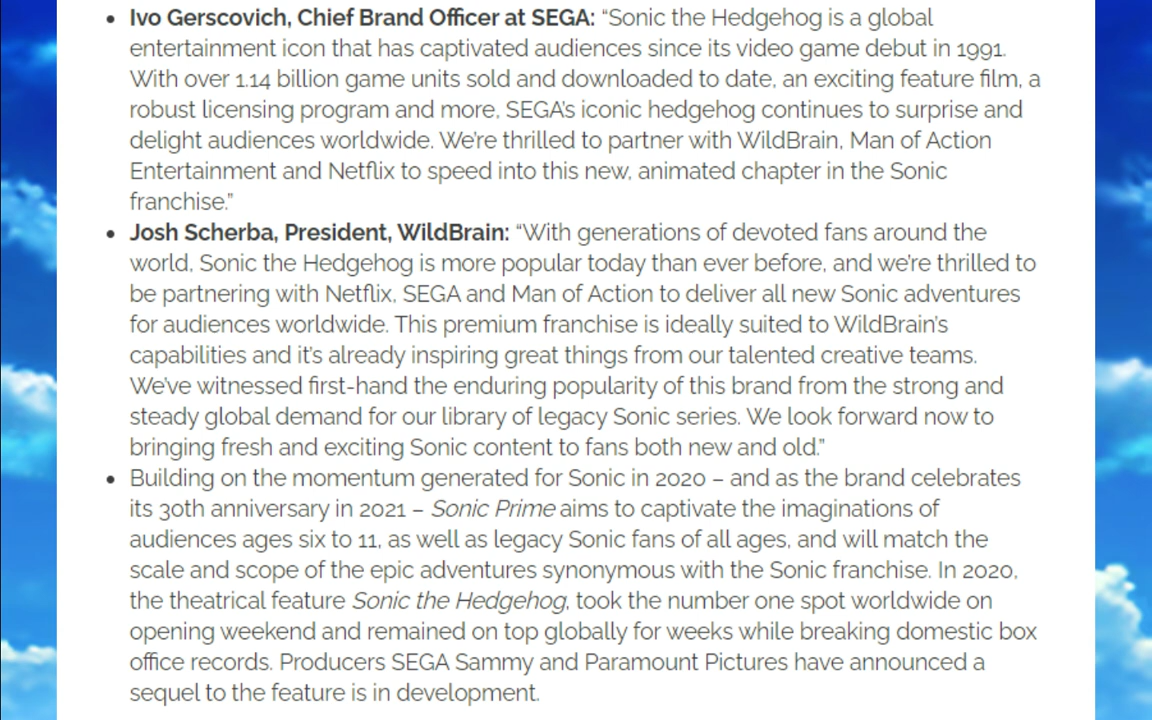 • Ivo Gerscovich, Chief Brand Officer at SEGA: “Sonic the Hedgehog is a global
entertainment icon that has captivated audiences since its video game debut in 1991.
With over 1.14 billion game units sold and downloaded to date, an exciting feature film, a
robust licensing program and more, SEGA’s iconic hedgehog continues to surprise and
delight audiences worldwide. We’re thrilled to partner with WildBrain, Man of Action
Entertainment and Netflix to speed into this new, animated chapter in the Sonic
franchise.”
• Josh Scherba, President, WildBrain: “With generations of devoted fans around the
world, Sonic the Hedgehog is more popular today than ever before, and we’re thrilled to
be partnering with Netflix, SEGA and Man of Action to deliver all new Sonic adventures
for audiences worldwide. This premium franchise is ideally suited to WildBrain’s
capabilities and it’s already inspiring great things from our talented creative teams.
We’ve witnessed first-hand the enduring popularity of this brand from the strong and
steady global demand for our library of legacy Sonic series. We look forward now to
bringing fresh and exciting Sonic content to fans both new and old.”
• Building on the momentum generated for Sonic in 2020 – and as the brand celebrates
its 30th anniversary in 2021 – Sonic Prime aims to captivate the imaginations of
audiences ages six to 11, as well as legacy Sonic fans of all ages, and will match the
scale and scope of the epic adventures synonymous with the Sonic franchise. In 2020,
the theatrical feature Sonic the Hedgehog, took the number one spot worldwide on
opening weekend and remained on top globally for weeks while breaking domestic box
office records. Producers SEGA Sammy and Paramount Pictures have announced a
sequel to the feature is in development.